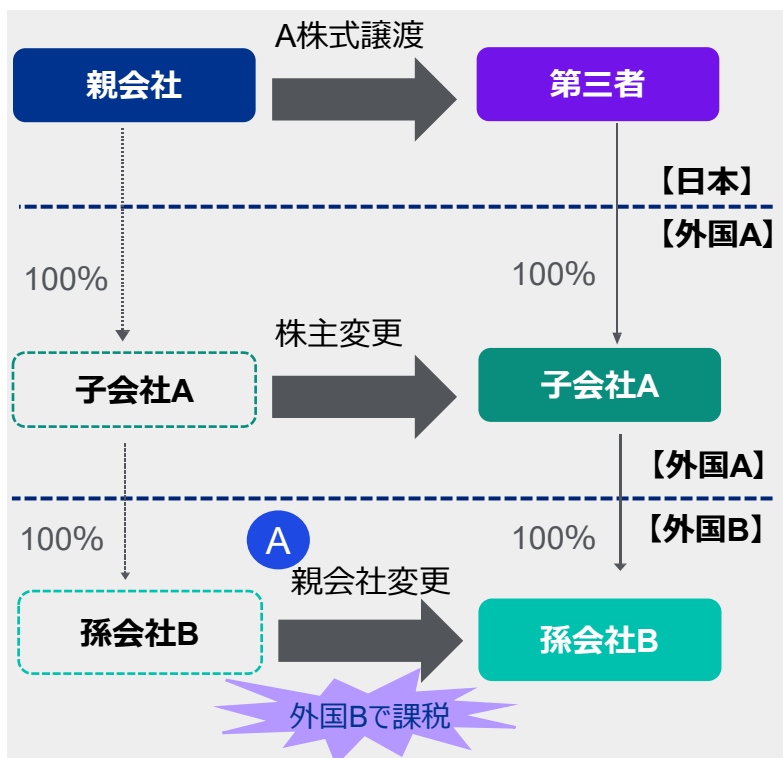 A株式譲渡
親会社
第三者
【日本】
【外国A】
100%
100%
株主変更
子会社A
子会社A
【外国A】
【外国B】
100%
100%
A
親会社変更
孫会社B
孫会社B
外国Bで課税